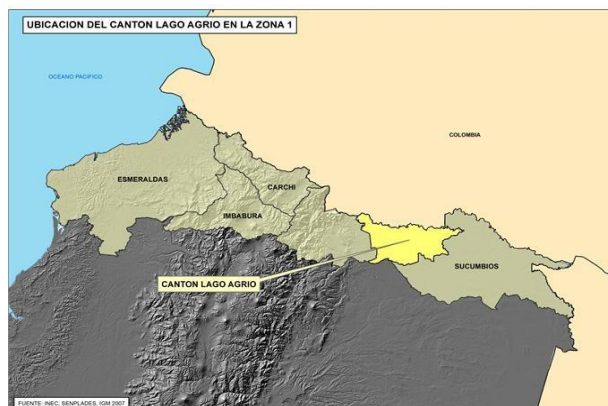 UBICACION DEL CANTON LAGO AGRIO EN LA ZONA 1
OCEANO PACIFICO
COLOMBIA
ESMERALDAS
CARCHI
IMBABURA
SUCUMBIOS
CANTON LAGO AGRIO
FUENTE: INEC, SENPLADES, IGM 2007